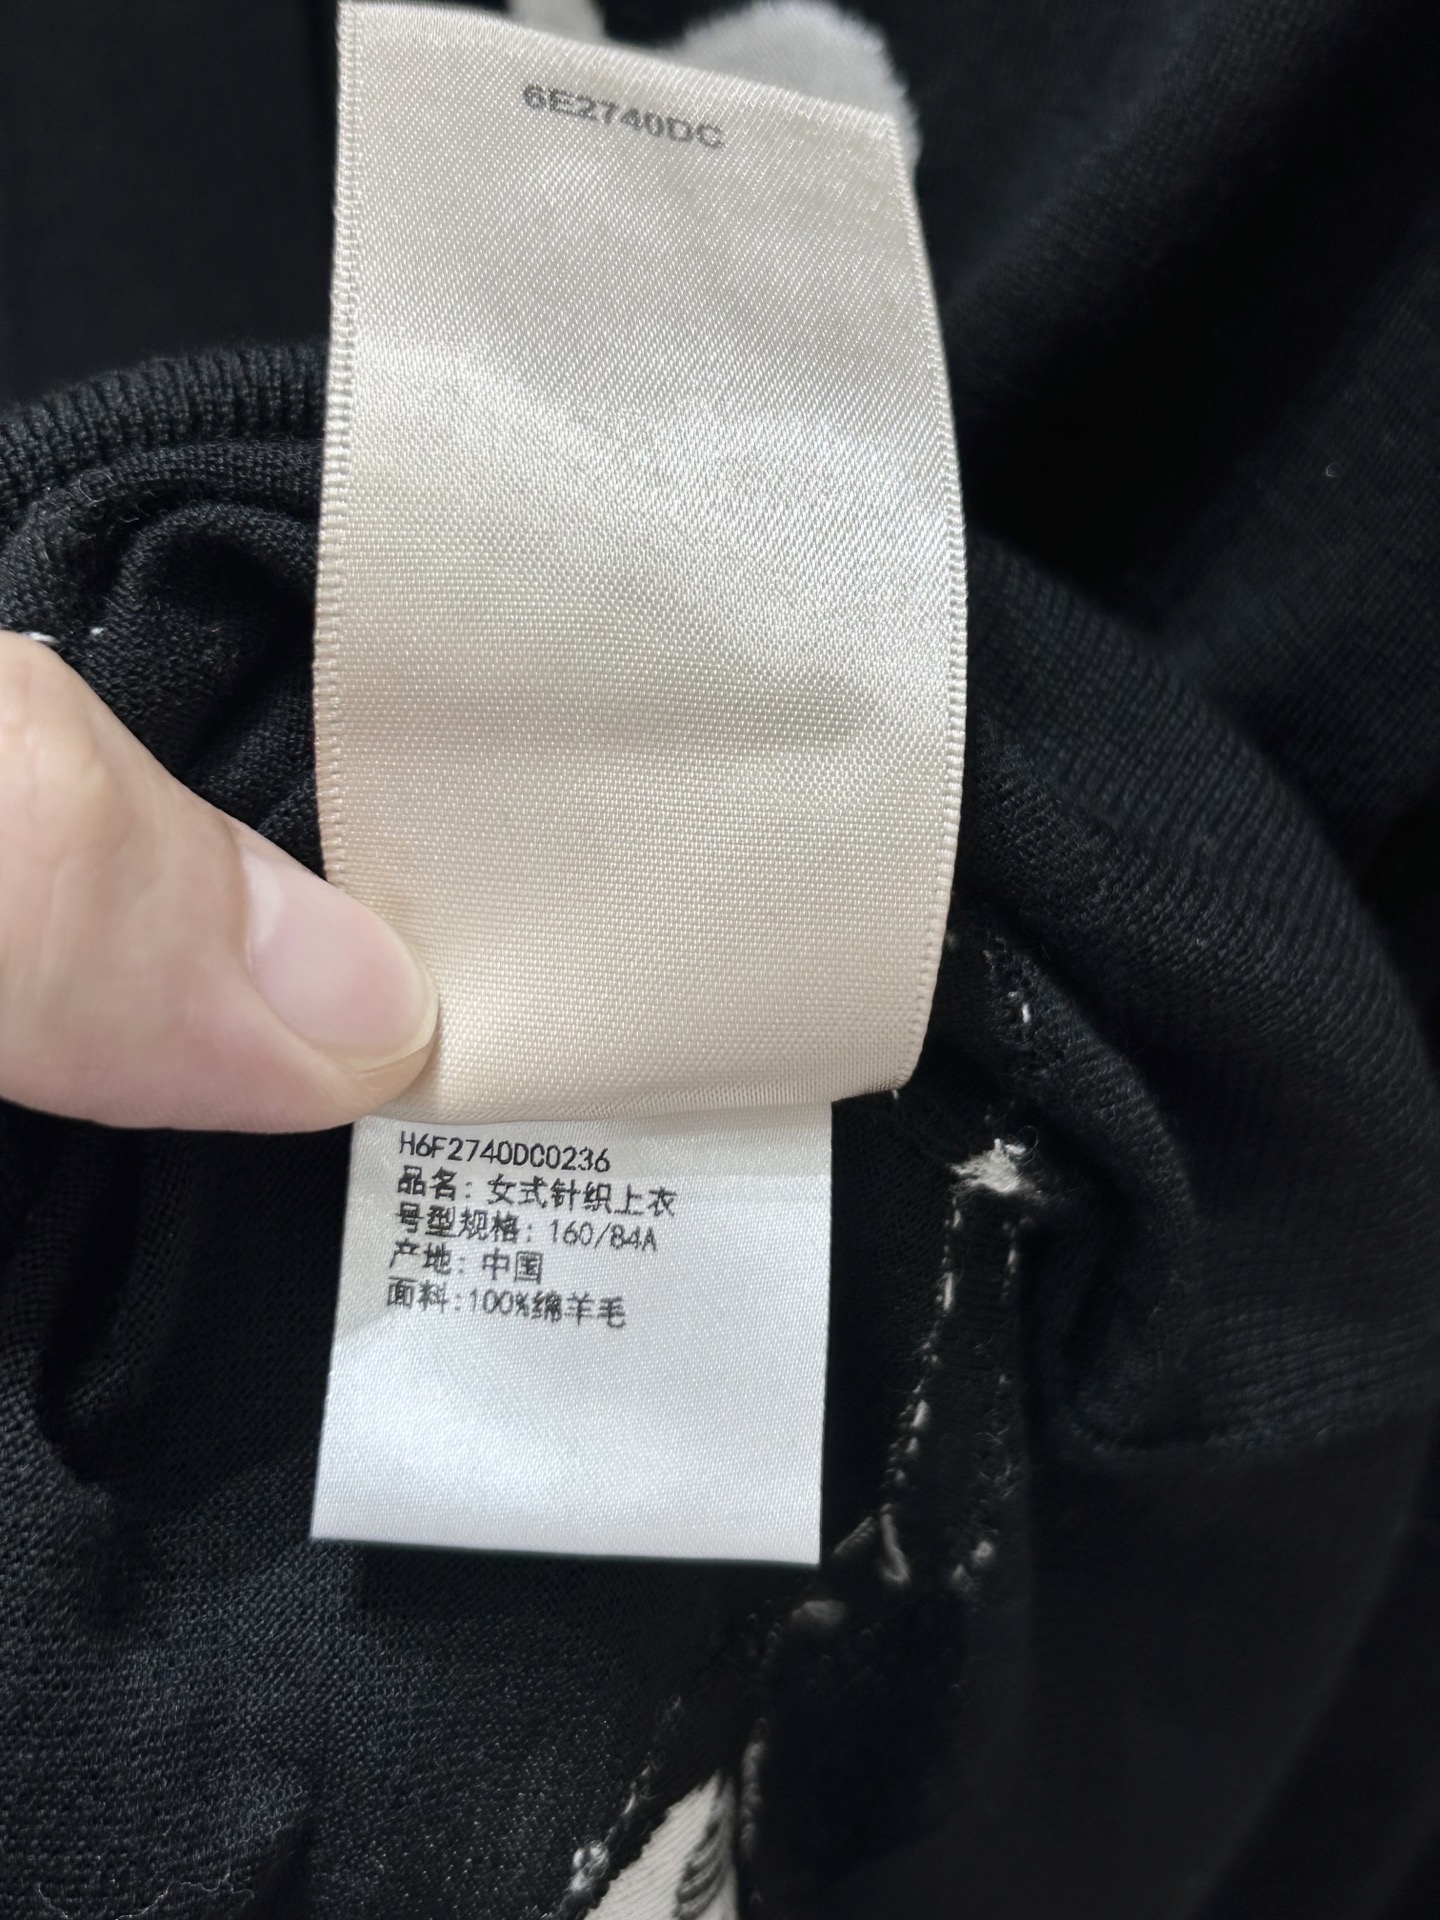 6E2740DC
H6F2740DC0236
品名: 女式针织上衣
号型规格: 160/84A
产地: 中国
面料:100%绵羊毛